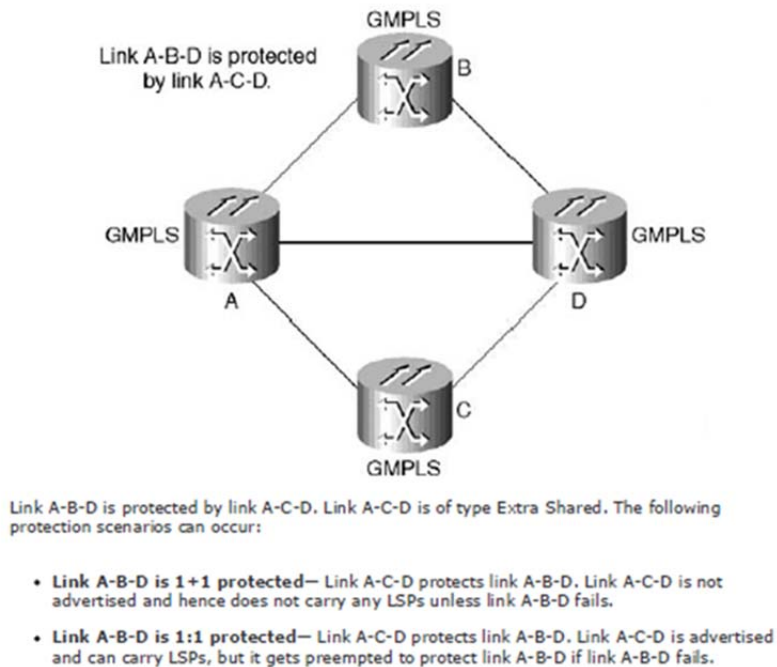 GMPLS
Link A-B-D is protected
by link A-C-D.
B
GMPLS
GMPLS
A
D
C
GMPLS
Link A-B-D is protected by link A-C-D. Link A-C-D is of type Extra Shared. The following
protection scenarios can occur:
• Link A-B-D is 1+1 protected— Link A-C-D protects link A-B-D. Link A-C-D is not
advertised and hence does not carry any LSPs unless link A-B-D fails.
• Link A-B-D is 1:1 protected— Link A-C-D protects link A-B-D. Link A-C-D is advertised
and can carry LSPs, but it gets preempted to protect link A-B-D if link A-B-D fails.